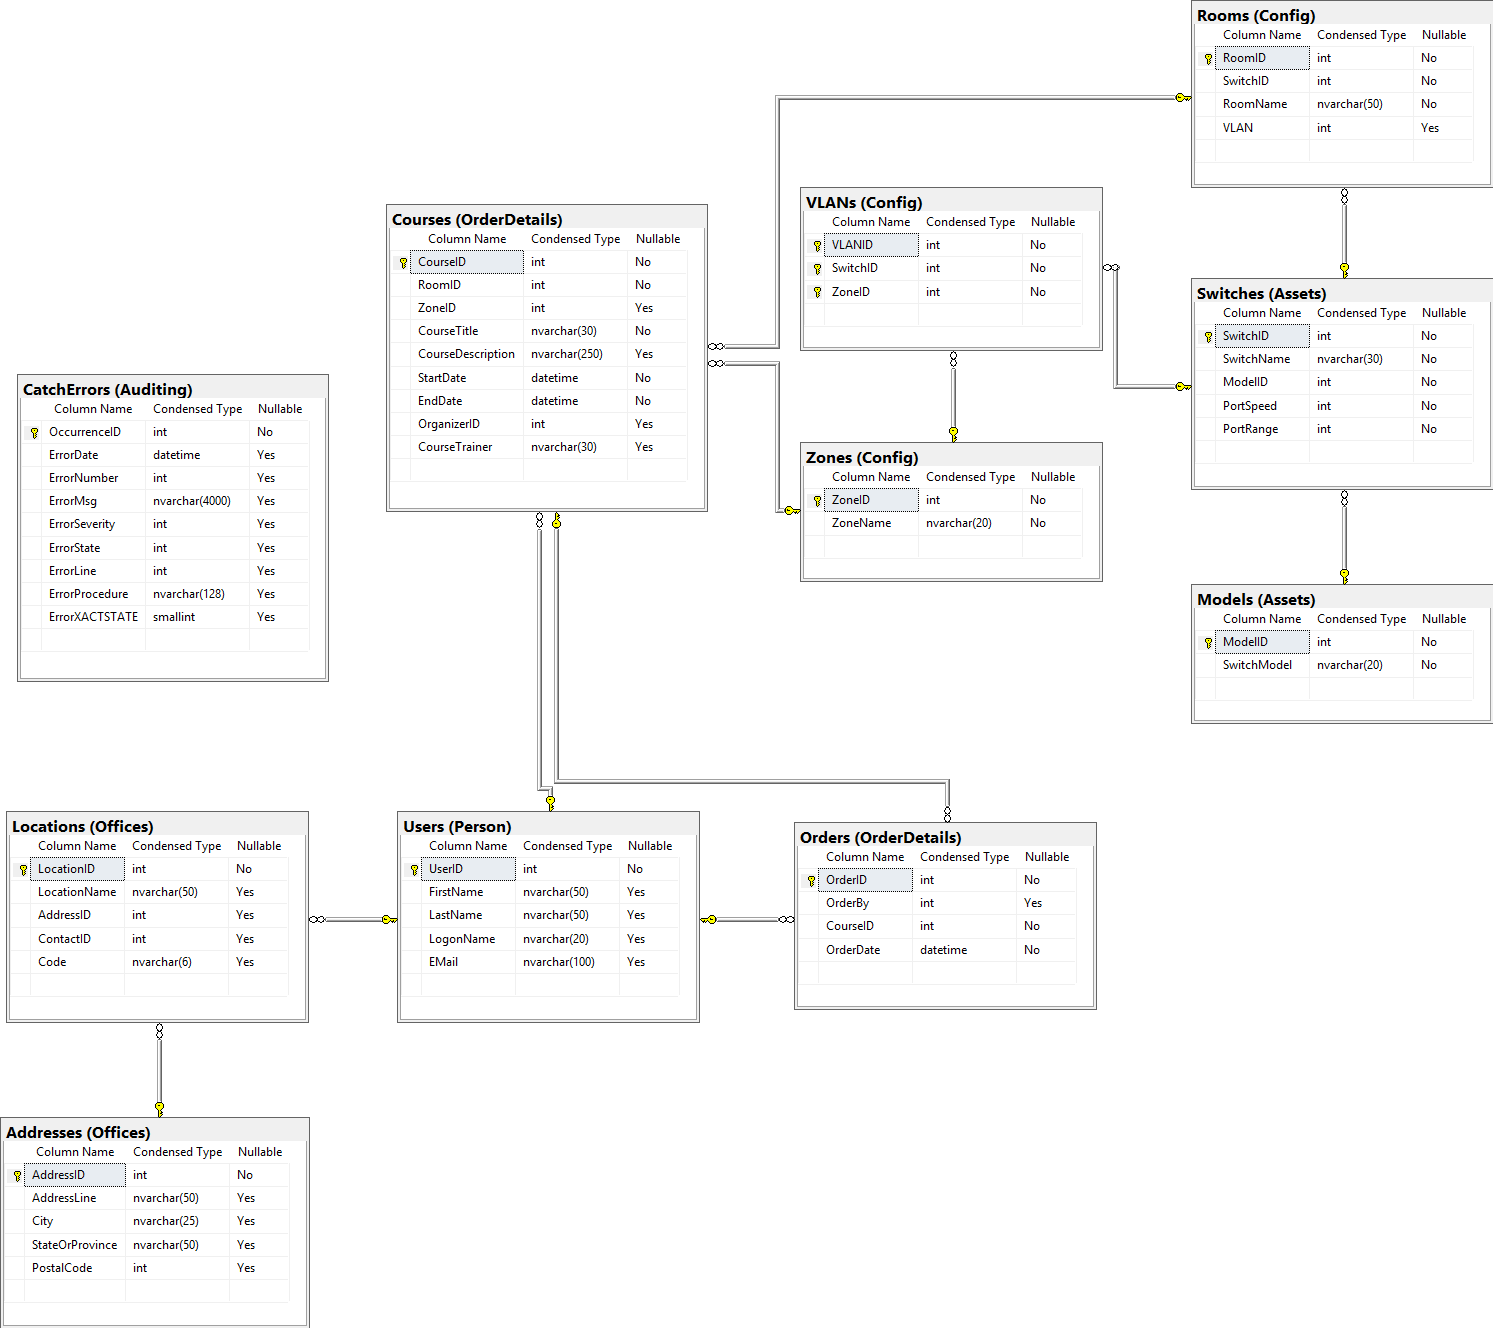 Rooms (Config)
Column Name Condensed Type Nullable
RoomID int No
SwitchID int No
RoomName nvarchar(50) No
VLAN int Yes
VLANs (Config)
Column Name Condensed Type Nullable
VLANID int No
SwitchID int No
ZoneID int No
Courses (OrderDetails)
Column Name Condensed Type Nullable
CourseID int No
RoomID int No
ZoneID int Yes
CourseTitle nvarchar(30) No
CourseDescription nvarchar(250) Yes
StartDate datetime No
EndDate datetime No
OrganizerID int Yes
CourseTrainer nvarchar(30) Yes
Switches (Assets)
Column Name Condensed Type Nullable
SwitchID int No
SwitchName nvarchar(30) No
ModelID int No
PortSpeed int No
PortRange int No
CatchErrors (Auditing)
Column Name Condensed Type Nullable
OccurrenceID int No
ErrorDate datetime Yes
ErrorNumber int Yes
ErrorMsg nvarchar(4000) Yes
ErrorSeverity int Yes
ErrorState int Yes
ErrorLine int Yes
ErrorProcedure nvarchar(128) Yes
ErrorXACTSTATE smallint Yes
Zones (Config)
Column Name Condensed Type Nullable
ZoneID int No
ZoneName nvarchar(20) No
Models (Assets)
Column Name Condensed Type Nullable
ModelID int No
SwitchModel nvarchar(20) No
Locations (Offices)
Column Name Condensed Type Nullable
LocationID int No
LocationName nvarchar(50) Yes
AddressID int Yes
ContactID int Yes
Code nvarchar(6) Yes
Users (Person)
Column Name Condensed Type Nullable
UserID int No
FirstName nvarchar(50) Yes
LastName nvarchar(50) Yes
LogonName nvarchar(20) Yes
EMail nvarchar(100) Yes
Orders (OrderDetails)
Column Name Condensed Type Nullable
OrderID int No
OrderBy int Yes
CourseID int No
OrderDate datetime No
Addresses (Offices)
Column Name Condensed Type Nullable
AddressID int No
AddressLine nvarchar(50) Yes
City nvarchar(25) Yes
StateOrProvince nvarchar(50) Yes
PostalCode int Yes